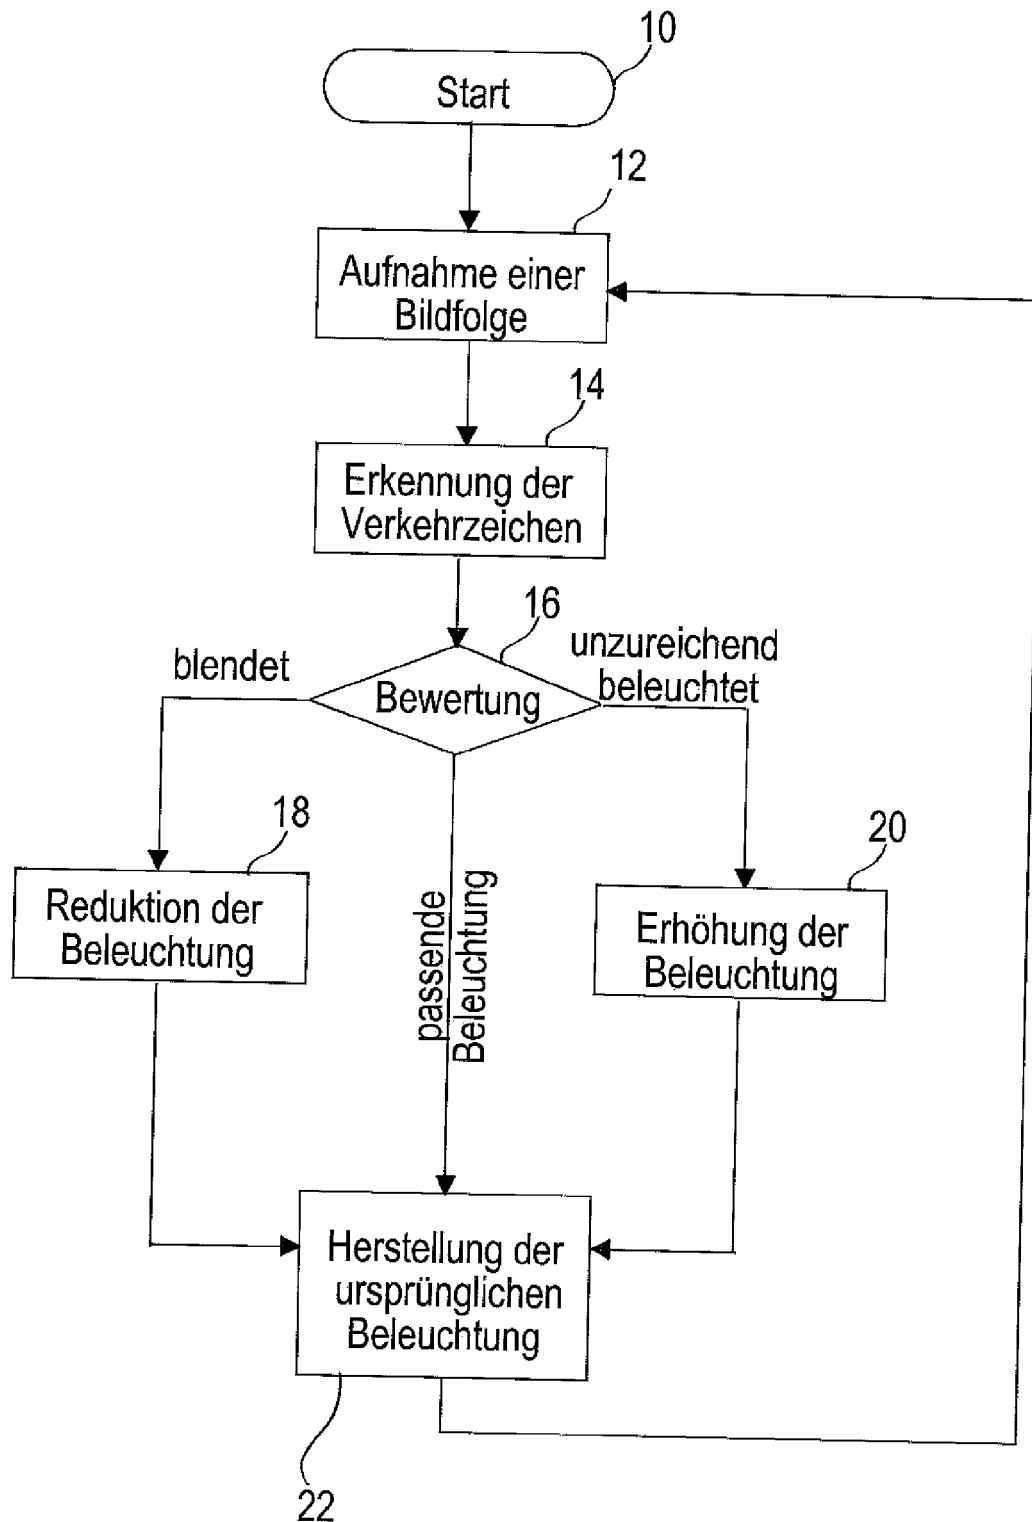 10
Start
12
Aufnahme einer
Bildfolge
14
Erkennung der
Verkehrzeichen
16
blendet
unzureichend
beleuchtet
Bewertung
18
Reduktion der
Beleuchtung
passende
Beleuchtung
20
Erhöhung der
Beleuchtung
Herstellung der
ursprünglichen
Beleuchtung
22